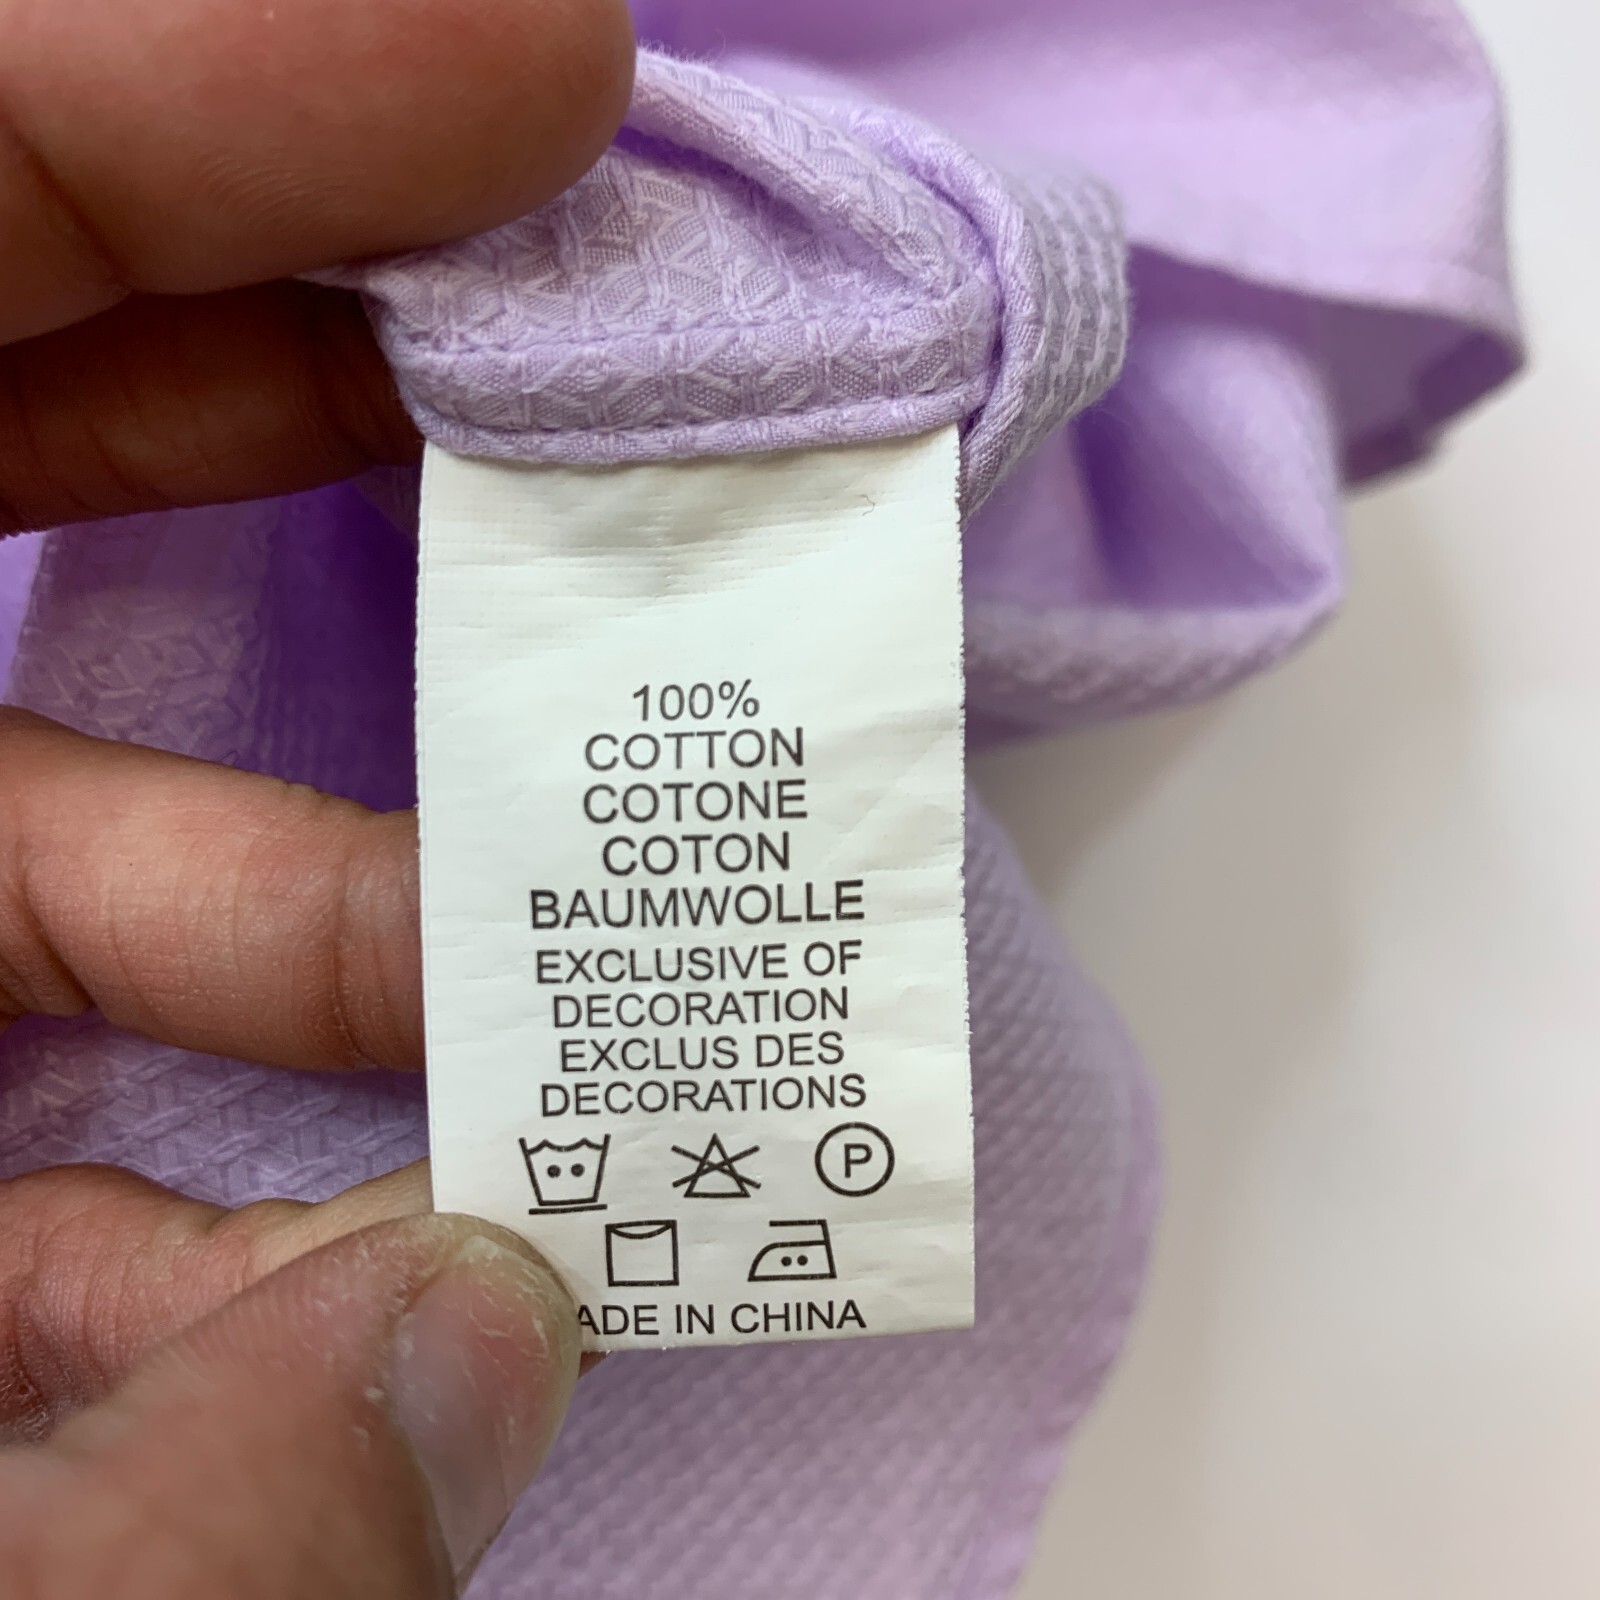 100%
COTTON
COTONE
COTON
BAUMWOLLE
EXCLUSIVE OF
DECORATION
EXCLUS DES
DECORATIONS
P
ADE IN CHINA